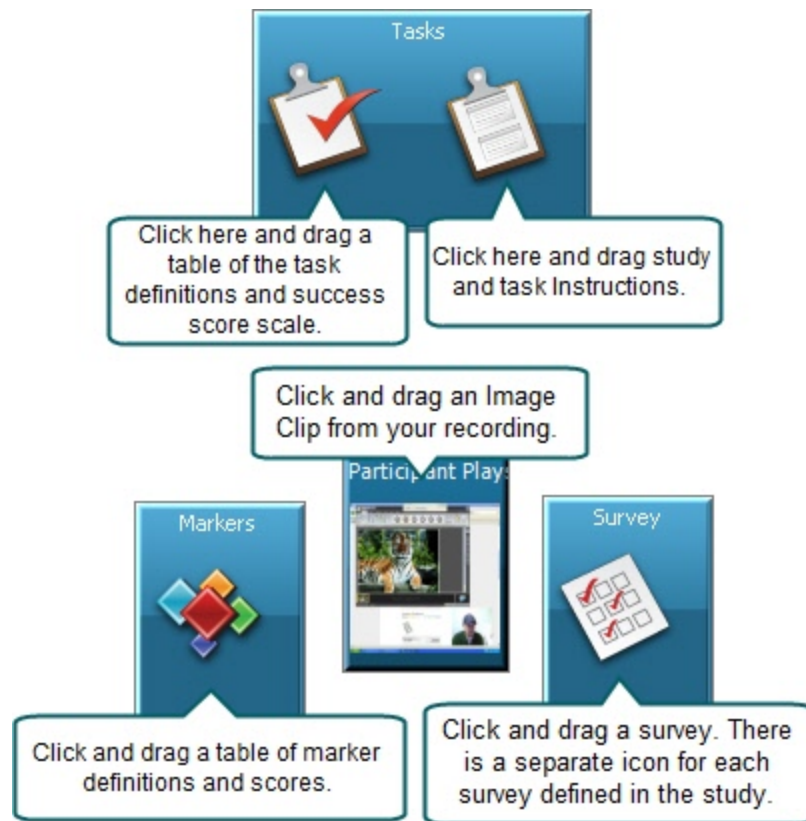 Tasks
Click here and drag a
table of the task
definitions and success
score scale.
Click here and drag study
and task Instructions.
Click and drag an Image
Clip from your recording.
Participant Plays
Markers
Survey
Click and drag a table of marker
definitions and scores.
Click and drag a survey. There
is a separate icon for each
survey defined in the study.